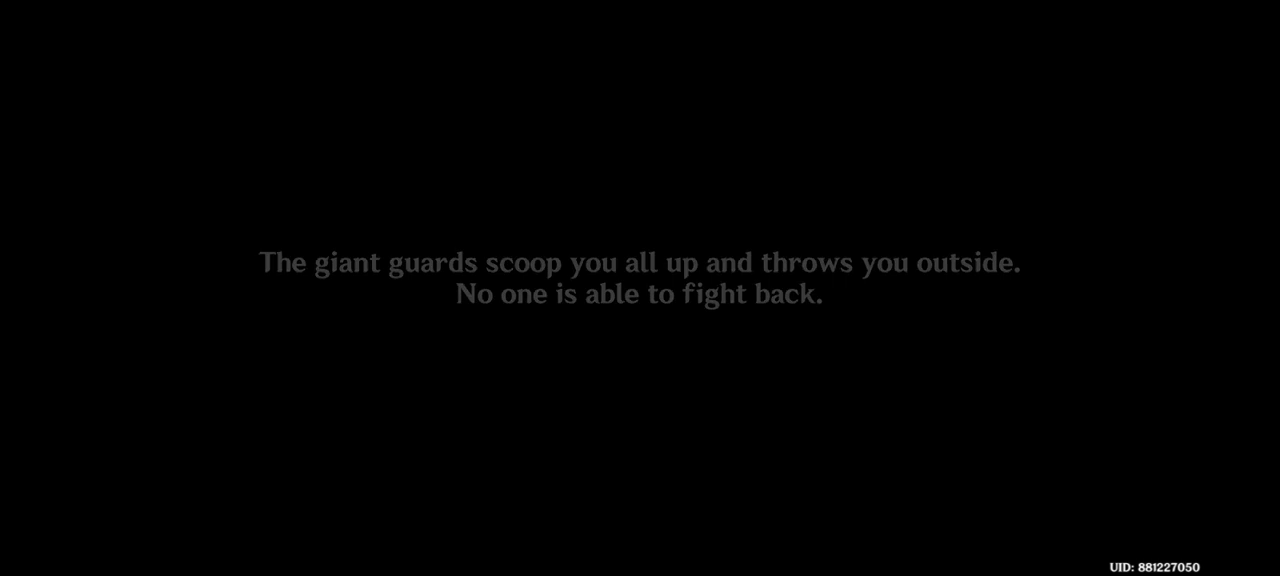 The giant guards scoop you all up and throws you outside.
No one is able to fight back.
UID: 881227050